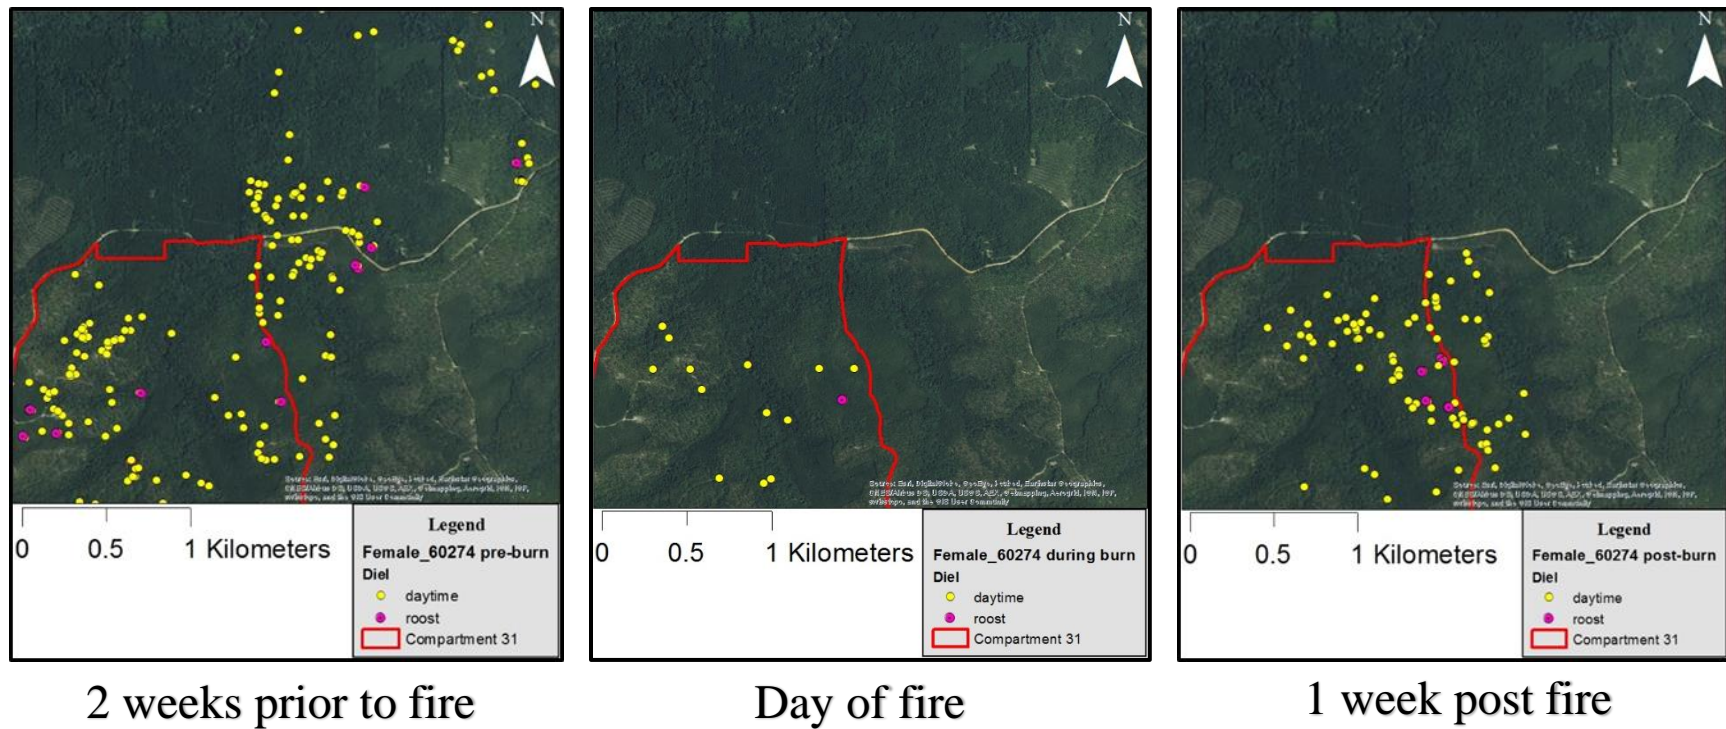 N
0 0.5 1 Kilometers
Legend
Female_60274 pre-burn
Diel
daytime
roost
Compartment 31
2 weeks prior to fire
N
0 0.5 1 Kilometers
Legend
Female_60274 during burn
Diel
daytime
roost
Compartment 31
Day of fire
N
0 0.5 1 Kilometers
Legend
Female_60274 post-burn
Diel
daytime
roost
Compartment 31
1 week post fire